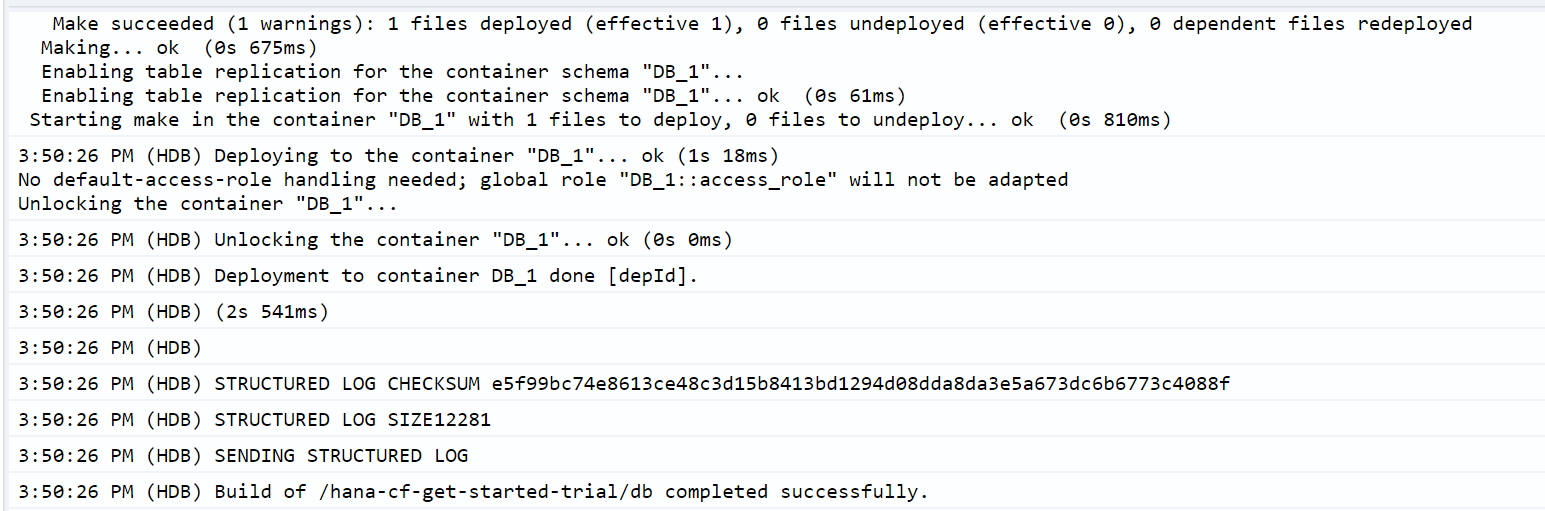 Make succeeded (1 warnings): 1 files deployed (effective 1), 0 files undeployed (effective 0), 0 dependent files redeployed
Making... ok  (0s 675ms)
Enabling table replication for the container schema "DB_1"...
Enabling table replication for the container schema "DB_1"... ok  (0s 61ms)
Starting make in the container "DB_1" with 1 files to deploy, 0 files to undeploy... ok  (0s 810ms)
3:50:26 PM (HDB) Deploying to the container "DB_1"... ok (1s 18ms)
No default-access-role handling needed; global role "DB_1::access_role" will not be adapted
Unlocking the container "DB_1"...
3:50:26 PM (HDB) Unlocking the container "DB_1"... ok (0s 0ms)
3:50:26 PM (HDB) Deployment to container DB_1 done [depId].
3:50:26 PM (HDB) (2s 541ms)
3:50:26 PM (HDB)
3:50:26 PM (HDB) STRUCTURED LOG CHECKSUM e5f99bc74e8613ce48c3d15b8413bd1294d08dda8da3e5a673dc6b6773c4088f
3:50:26 PM (HDB) STRUCTURED LOG SIZE12281
3:50:26 PM (HDB) SENDING STRUCTURED LOG
3:50:26 PM (HDB) Build of /hana-cf-get-started-trial/db completed successfully.